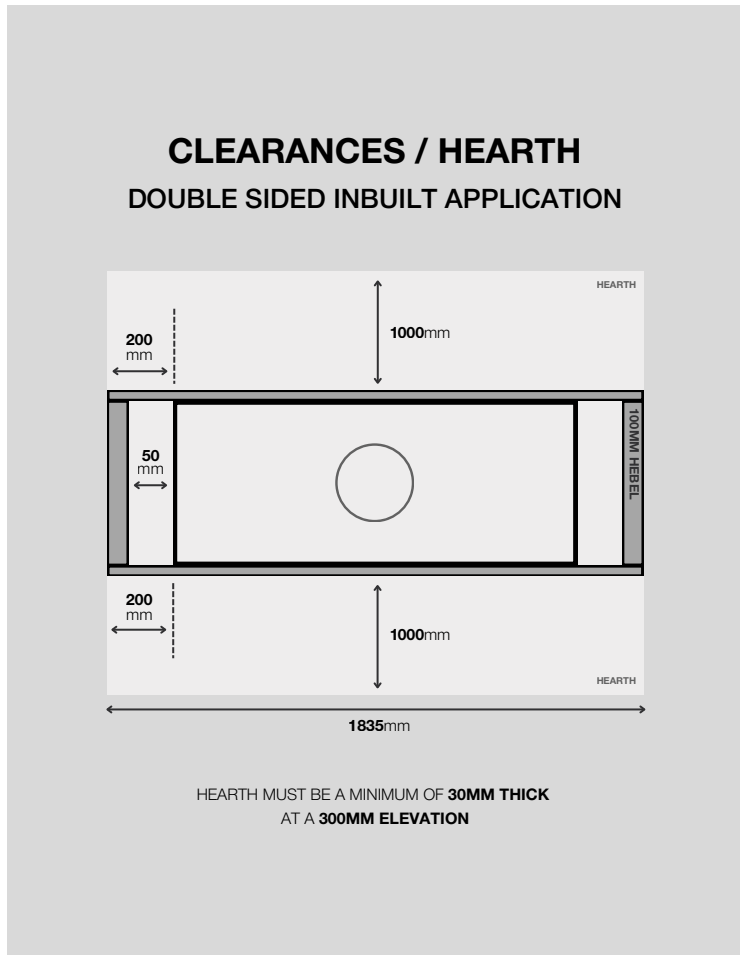 CLEARANCES / HEARTH
DOUBLE SIDED INBUILT APPLICATION
HEARTH
200
mm
1000mm
50
mm
100MM HEBEL
200
mm
1000mm
HEARTH
1835mm
HEARTH MUST BE A MINIMUM OF 30MM THICK
AT A 300MM ELEVATION